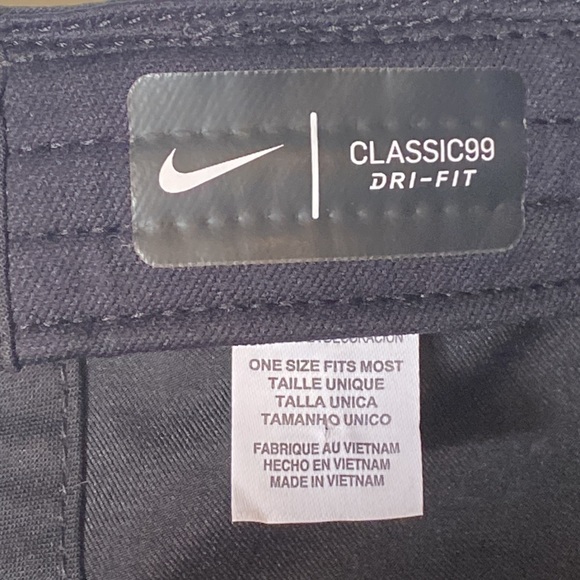 CLASSIC99
DRI-FIT
ONE SIZE FITS MOST
TAILLE UNIQUE
TALLA UNICA
TAMANHO UNICO
FABRIQUE AU VIETNAM
HECHO EN VIETNAM
MADE IN VIETNAM